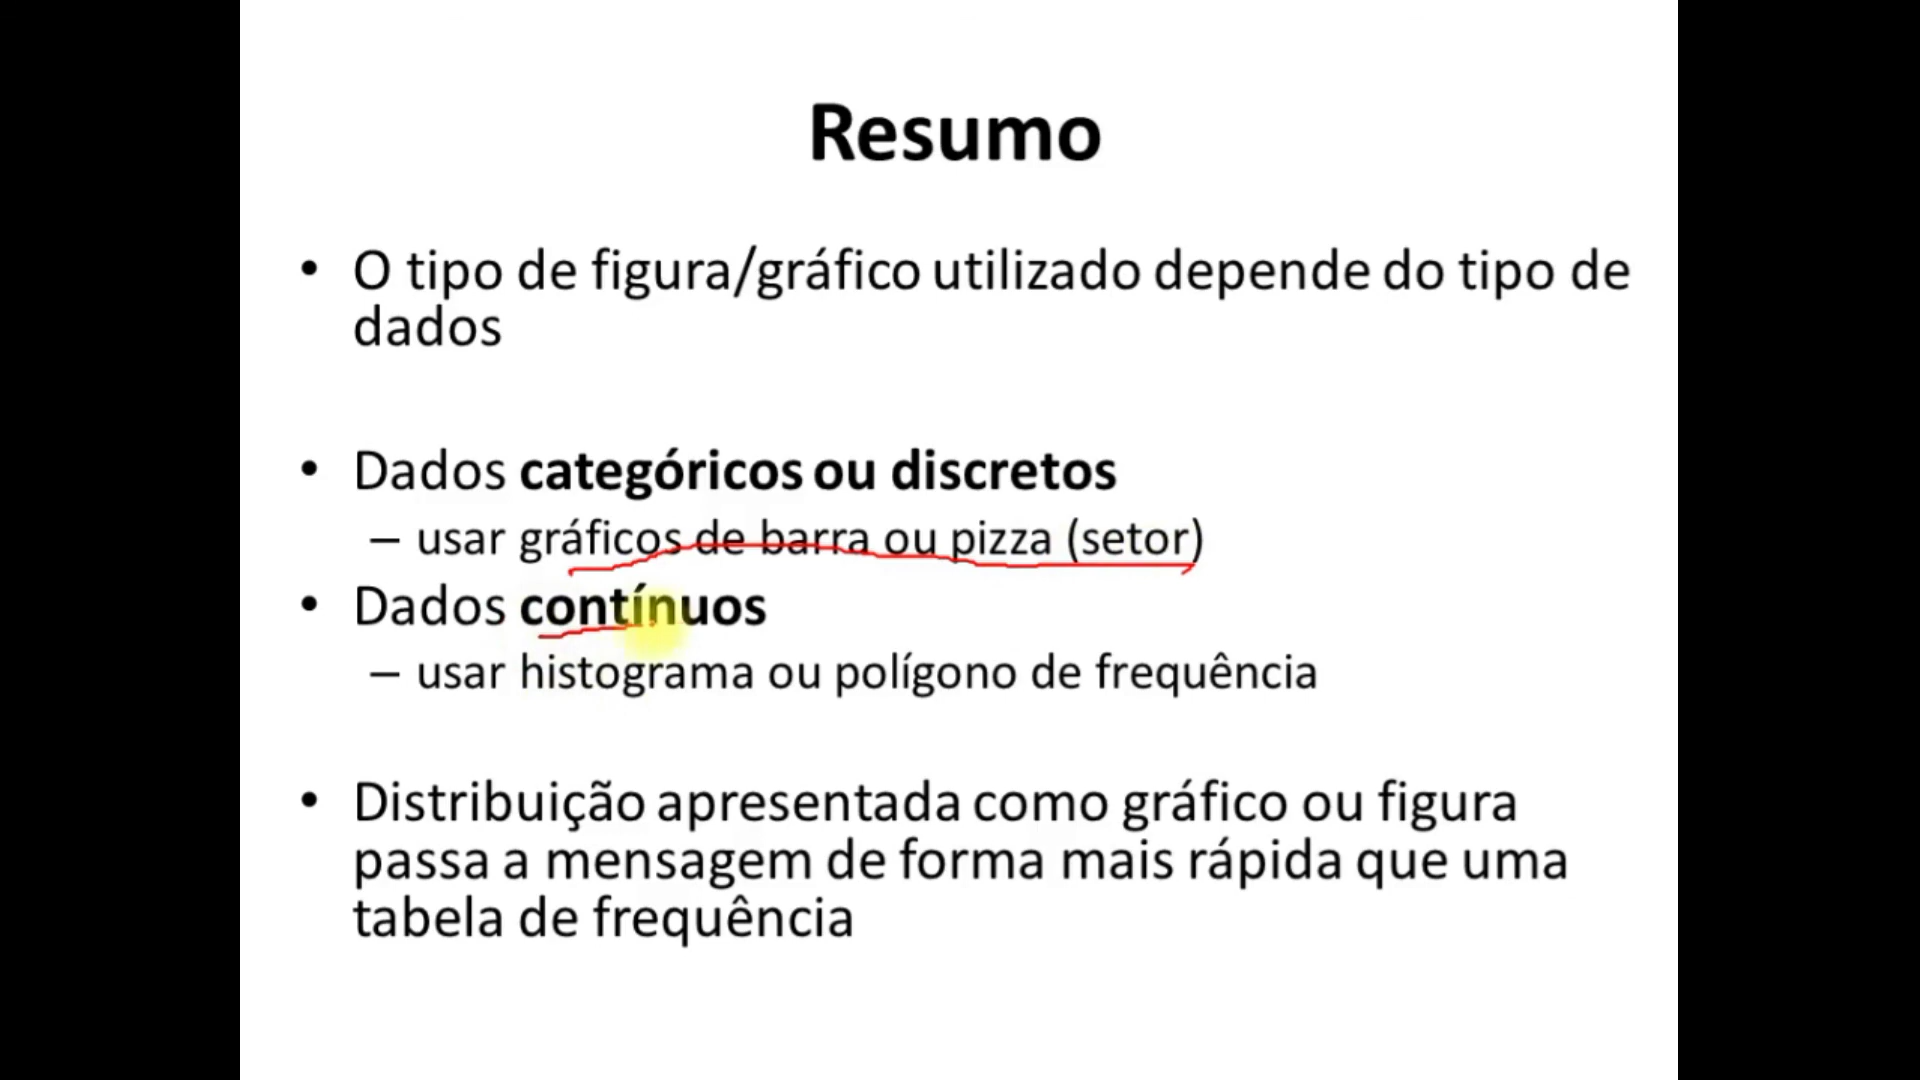 Resumo
• O tipo de figura/gráfico utilizado depende do tipo de
dados
• Dados categóricos ou discretos
– usar gráficos de barra ou pizza (setor)
• Dados contínuos
– usar histograma ou polígono de frequência
• Distribuição apresentada como gráfico ou figura
passa a mensagem de forma mais rápida que uma
tabela de frequência